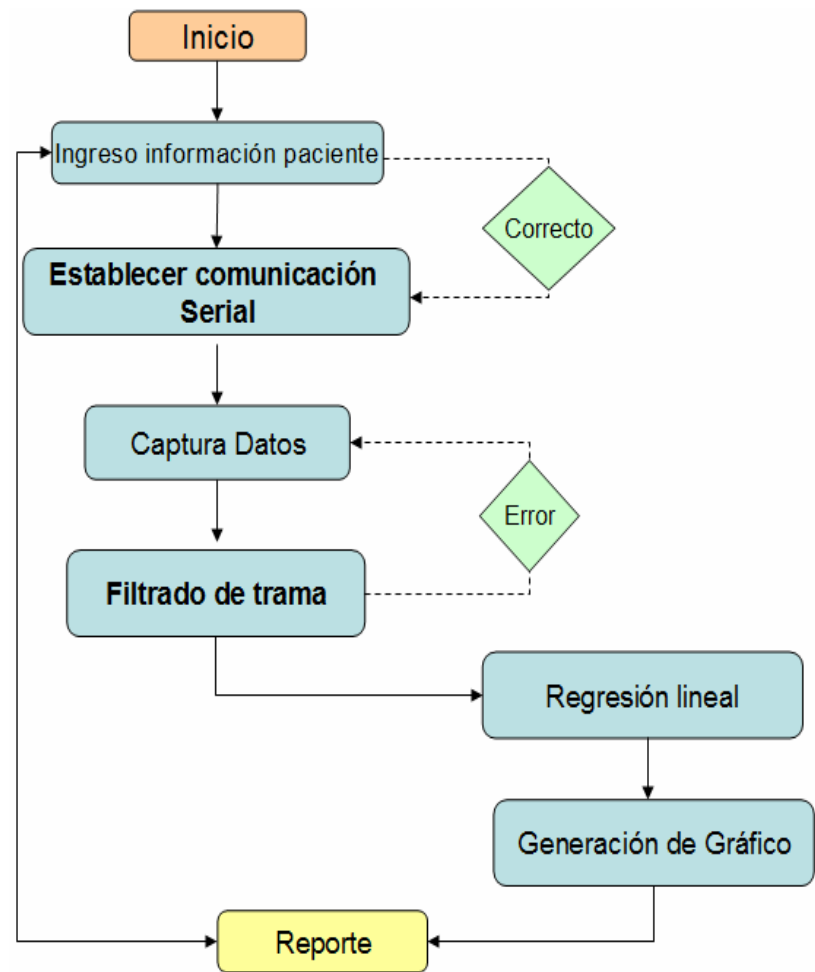 Inicio
Ingreso información paciente
Correcto
Establecer comunicación
Serial
Captura Datos
Error
Filtrado de trama
Regresión lineal
Generación de Gráfico
Reporte